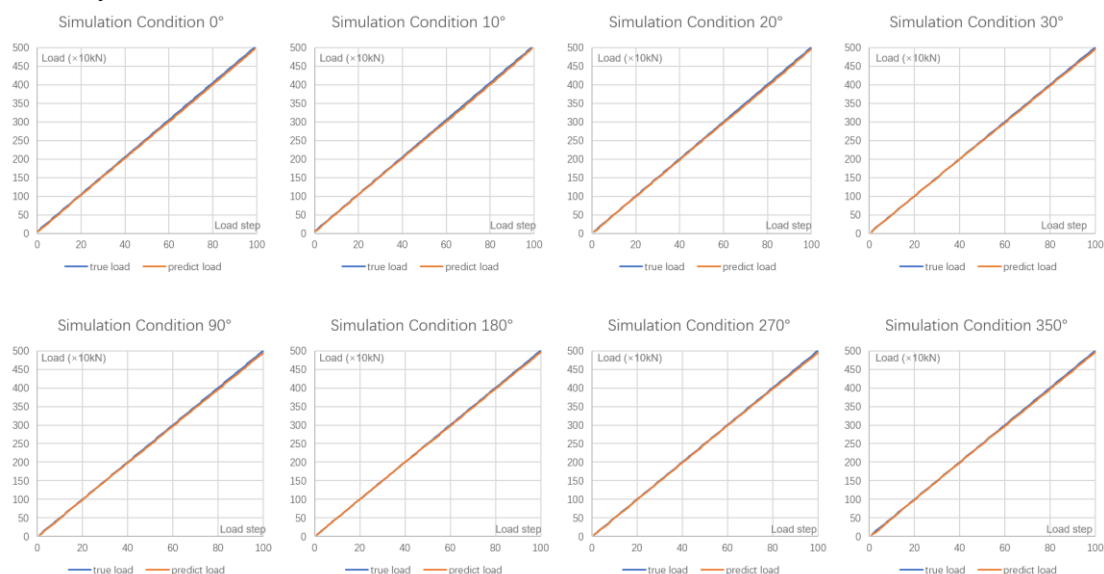 Simulation Condition 0°
500
450
400
350
300
250
200
150
100
50
0
Load (×10kN)
Load step
0 20 40 60 80 100
true load predict load
Simulation Condition 10°
500
450
400
350
300
250
200
150
100
50
0
Load (×10kN)
Load step
0 20 40 60 80 100
true load predict load
Simulation Condition 20°
500
450
400
350
300
250
200
150
100
50
0
Load (×10kN)
Load step
0 20 40 60 80 100
true load predict load
Simulation Condition 30°
500
450
400
350
300
250
200
150
100
50
0
Load (×10kN)
Load step
0 20 40 60 80 100
true load predict load
Simulation Condition 90°
500
450
400
350
300
250
200
150
100
50
0
Load (×10kN)
Load step
0 20 40 60 80 100
true load predict load
Simulation Condition 180°
500
450
400
350
300
250
200
150
100
50
0
Load (×10kN)
Load step
0 20 40 60 80 100
true load predict load
Simulation Condition 270°
500
450
400
350
300
250
200
150
100
50
0
Load (×10kN)
Load step
0 20 40 60 80 100
true load predict load
Simulation Condition 350°
500
450
400
350
300
250
200
150
100
50
0
Load (×10kN)
Load step
0 20 40 60 80 100
true load predict load